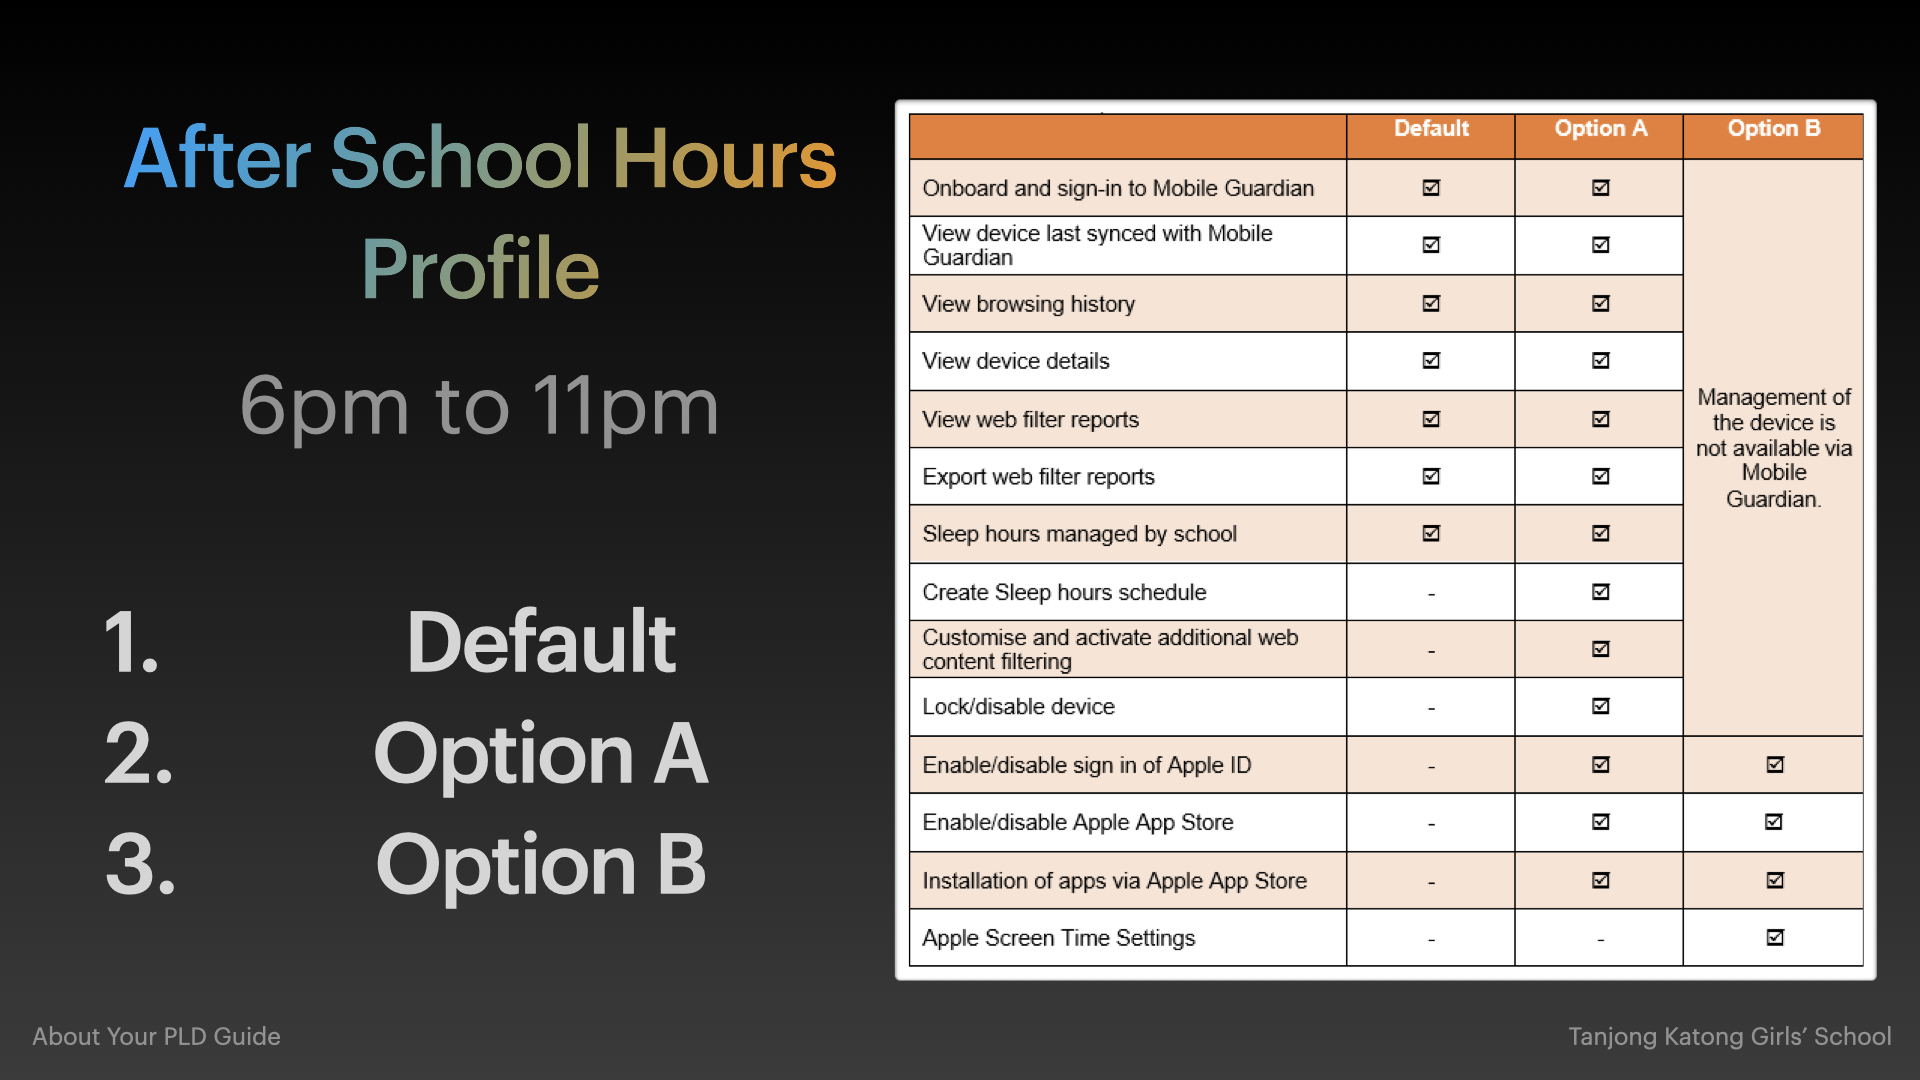 After School Hours
Profile
6pm to 11pm
1. Default
2. Option A
3. Option B
Default Option A Option B
Onboard and sign-in to Mobile Guardian ☑ ☑
View device last synced with Mobile
Guardian ☑ ☑
View browsing history ☑ ☑
View device details ☑ ☑
View web filter reports ☑ ☑
Export web filter reports ☑ ☑
Sleep hours managed by school ☑ ☑
Create Sleep hours schedule - ☑
Customise and activate additional web
content filtering - ☑
Lock/disable device - ☑
Management of
the device is
not available via
Mobile
Guardian.
Enable/disable sign in of Apple ID - ☑ ☑
Enable/disable Apple App Store - ☑ ☑
Installation of apps via Apple App Store - ☑ ☑
Apple Screen Time Settings - - ☑
About Your PLD Guide
Tanjong Katong Girls’ School